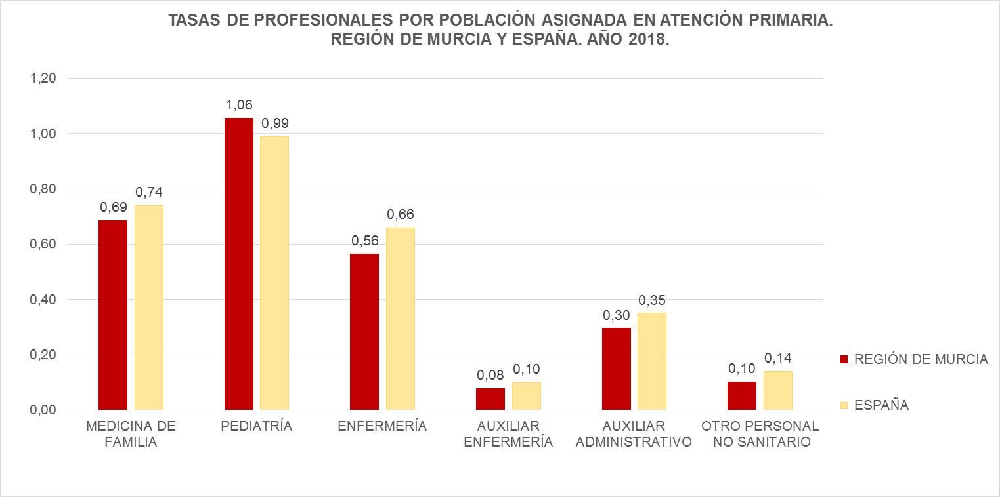 TASAS DE PROFESIONALES POR POBLACIÓN ASIGNADA EN ATENCIÓN PRIMARIA.
REGIÓN DE MURCIA Y ESPAÑA. AÑO 2018.
1,20
1,00
0,80
0,60
0,40
0,20
0,00
0,69
0,74
1,06
0,99
0,56
0,66
0,08
0,10
0,30
0,35
0,10
0,14
MEDICINA DE
FAMILIA
PEDIATRÍA
ENFERMERÍA
AUXILIAR
ENFERMERÍA
AUXILIAR
ADMINISTRATIVO
OTRO PERSONAL
NO SANITARIO
REGIÓN DE MURCIA
ESPAÑA